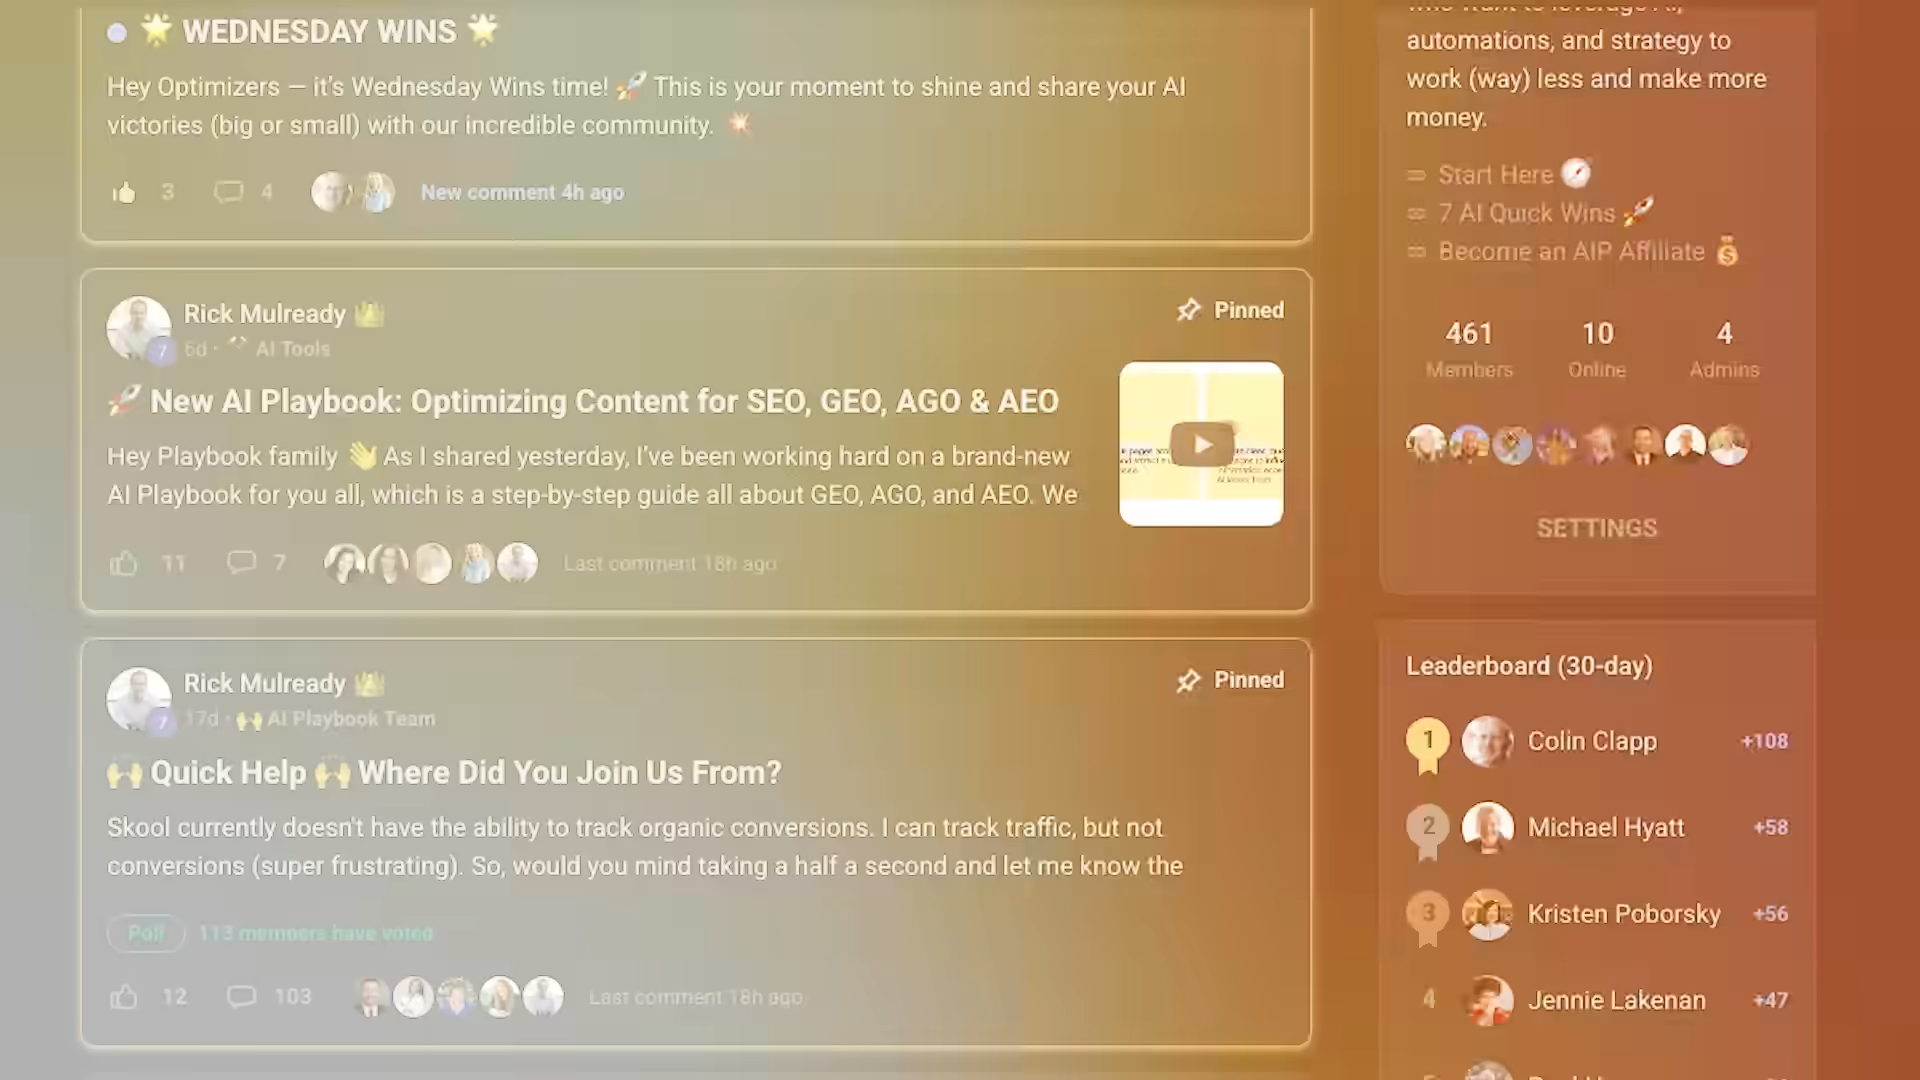 🌟 WEDNESDAY WINS 🌟
Hey Optimizers — it's Wednesday Wins time! 🚀 This is your moment to shine and share your AI
victories (big or small) with our incredible community. 💥
3 4 New comment 4h ago
Rick Mulready 👑
Pinned
7 6d · AI Tools
🚀 New AI Playbook: Optimizing Content for SEO, GEO, AGO & AEO
Hey Playbook family 👋 As I shared yesterday, I've been working hard on a brand-new
AI Playbook for you all, which is a step-by-step guide all about GEO, AGO, and AEO. We
11 7 Last comment 18h ago
Rick Mulready 👑
Pinned
7 17d · 🙌 AI Playbook Team
🙌 Quick Help 🙌 Where Did You Join Us From?
Skool currently doesn't have the ability to track organic conversions. I can track traffic, but not
conversions (super frustrating). So, would you mind taking a half a second and let me know the
Poll 113 members have voted
12 103 Last comment 18h ago
who want to leverage AI,
automations, and strategy to
work (way) less and make more
money.
Start Here 🧭
7 AI Quick Wins 🚀
Become an AIP Affiliate 💰
461 10 4
Members Online Admins
SETTINGS
Leaderboard (30-day)
1 Colin Clapp +108
2 Michael Hyatt +58
3 Kristen Poborsky +56
4 Jennie Lakenan +47